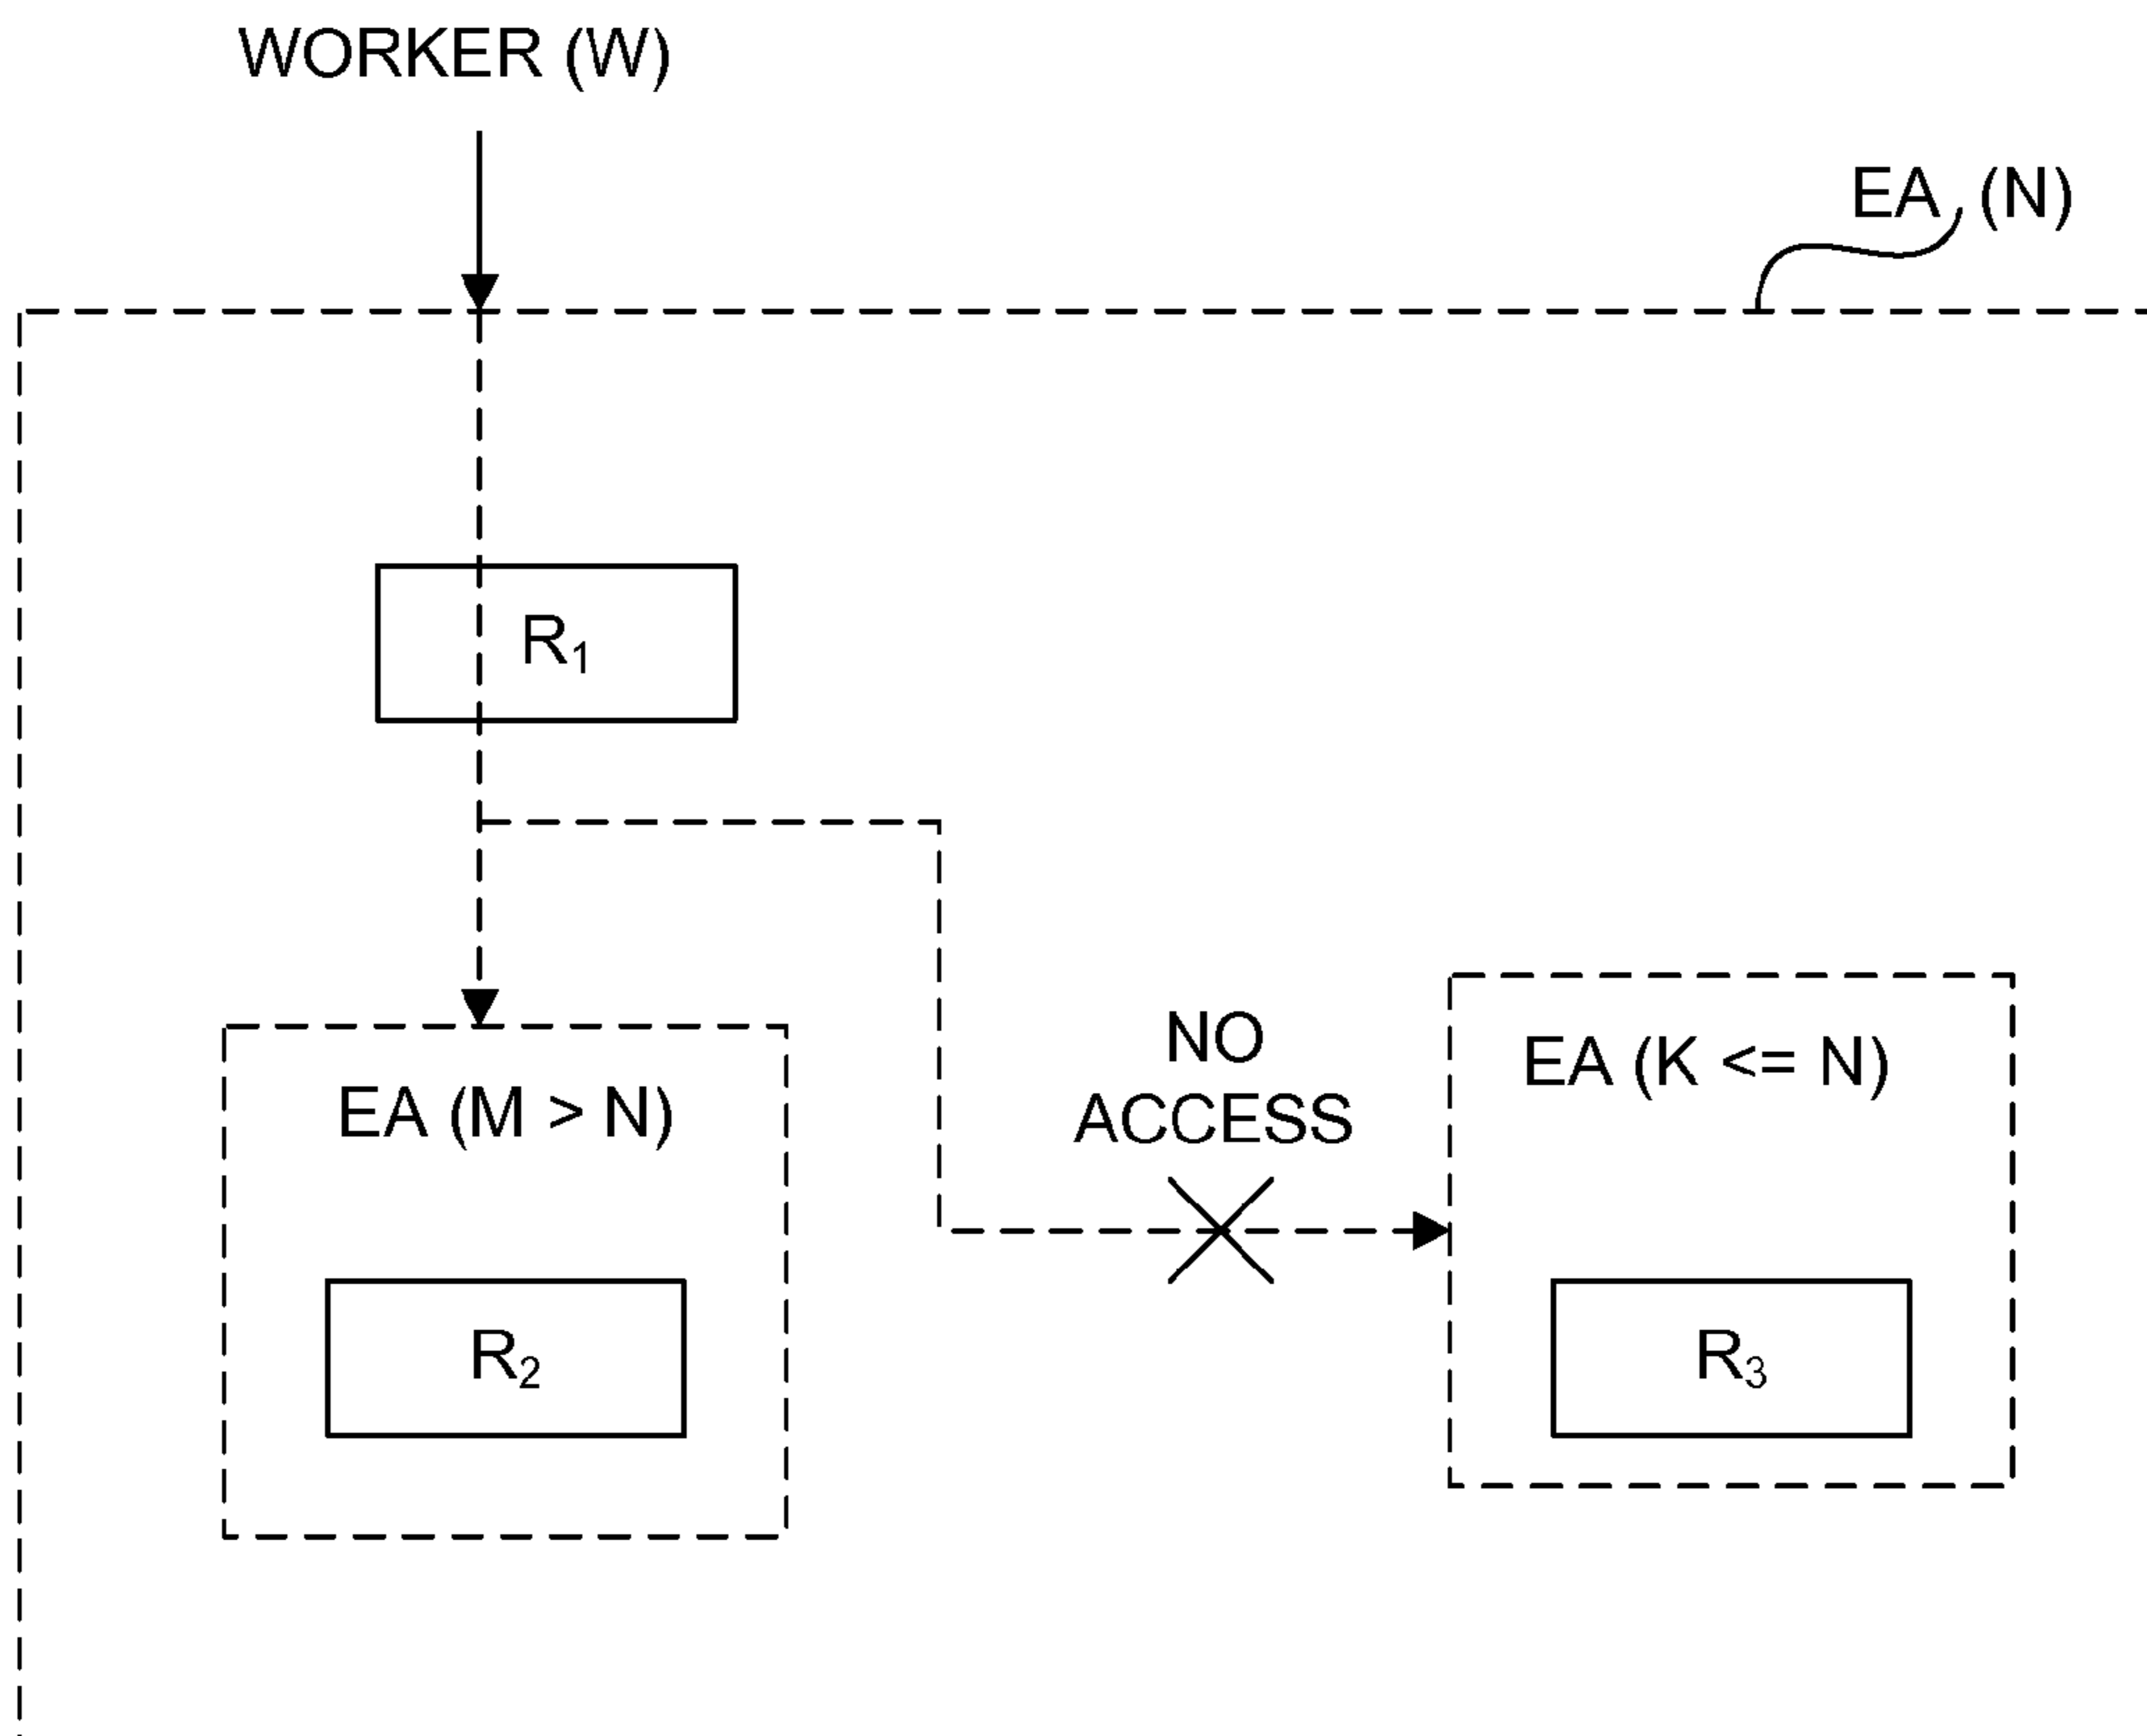 WORKER (W)
EA (N)
R₁
NO
ACCESS
EA (K <= N)
EA (M > N)
R₂
R₃